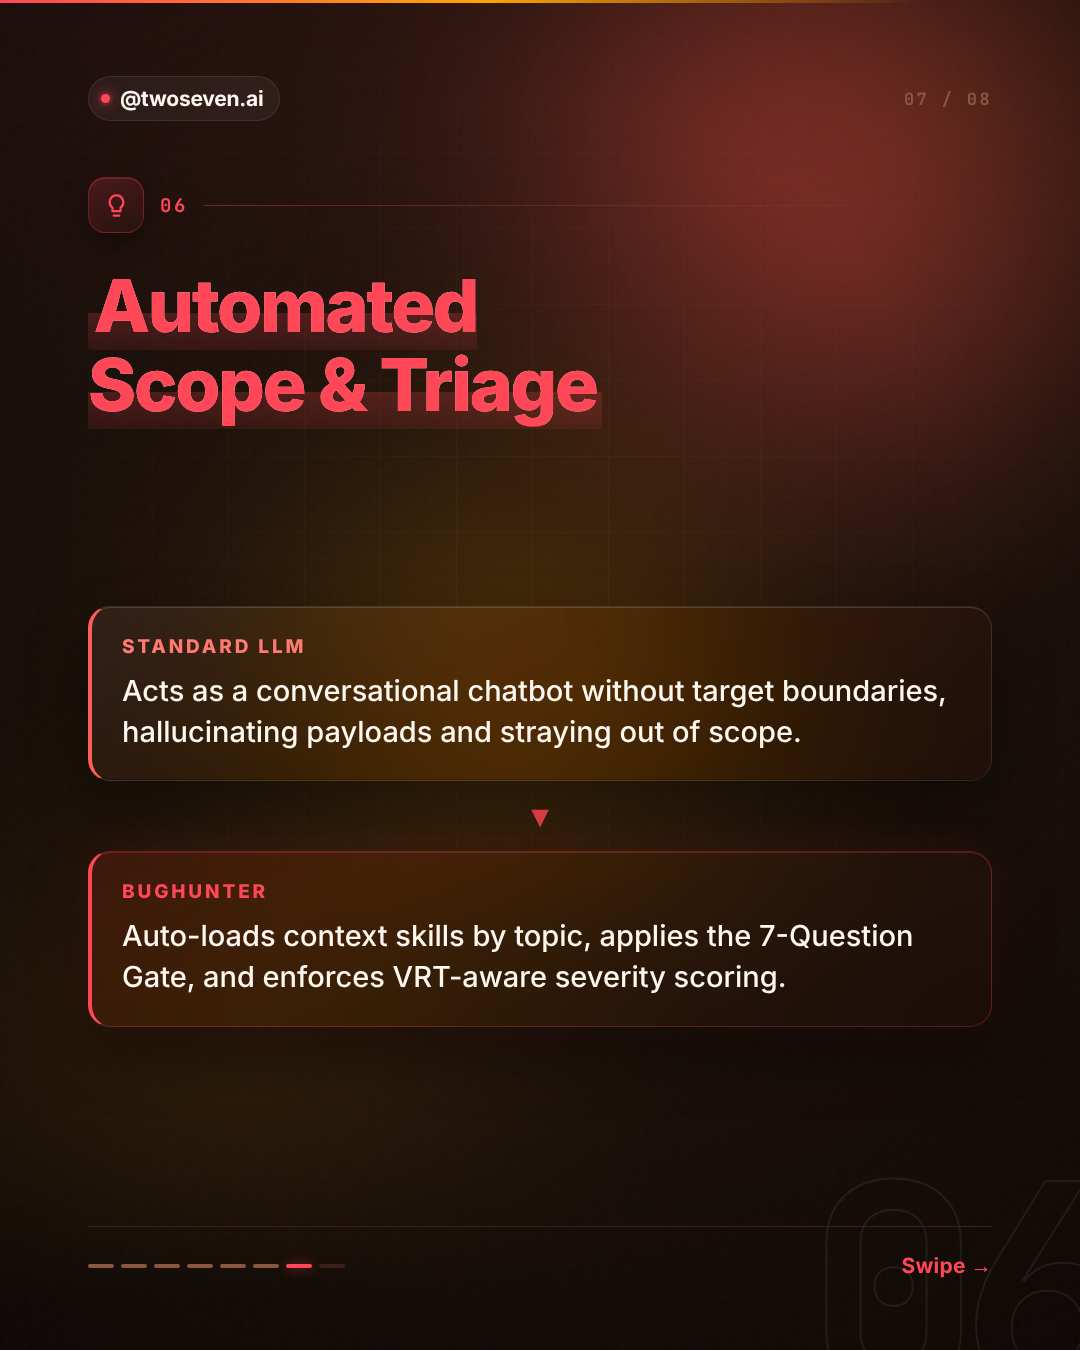 @twoseven.ai
07 / 08
06
Automated
Scope & Triage
STANDARD LLM
Acts as a conversational chatbot without target boundaries,
hallucinating payloads and straying out of scope.
▼
BUGHUNTER
Auto-loads context skills by topic, applies the 7-Question
Gate, and enforces VRT-aware severity scoring.
06
Swipe →